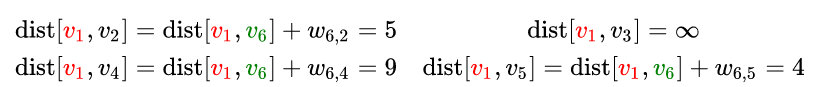 dist[v₁, v₂] = dist[v₁, v₆] + w₆,₂ = 5 dist[v₁, v₃] = ∞
dist[v₁, v₄] = dist[v₁, v₆] + w₆,₄ = 9 dist[v₁, v₅] = dist[v₁, v₆] + w₆,₅ = 4